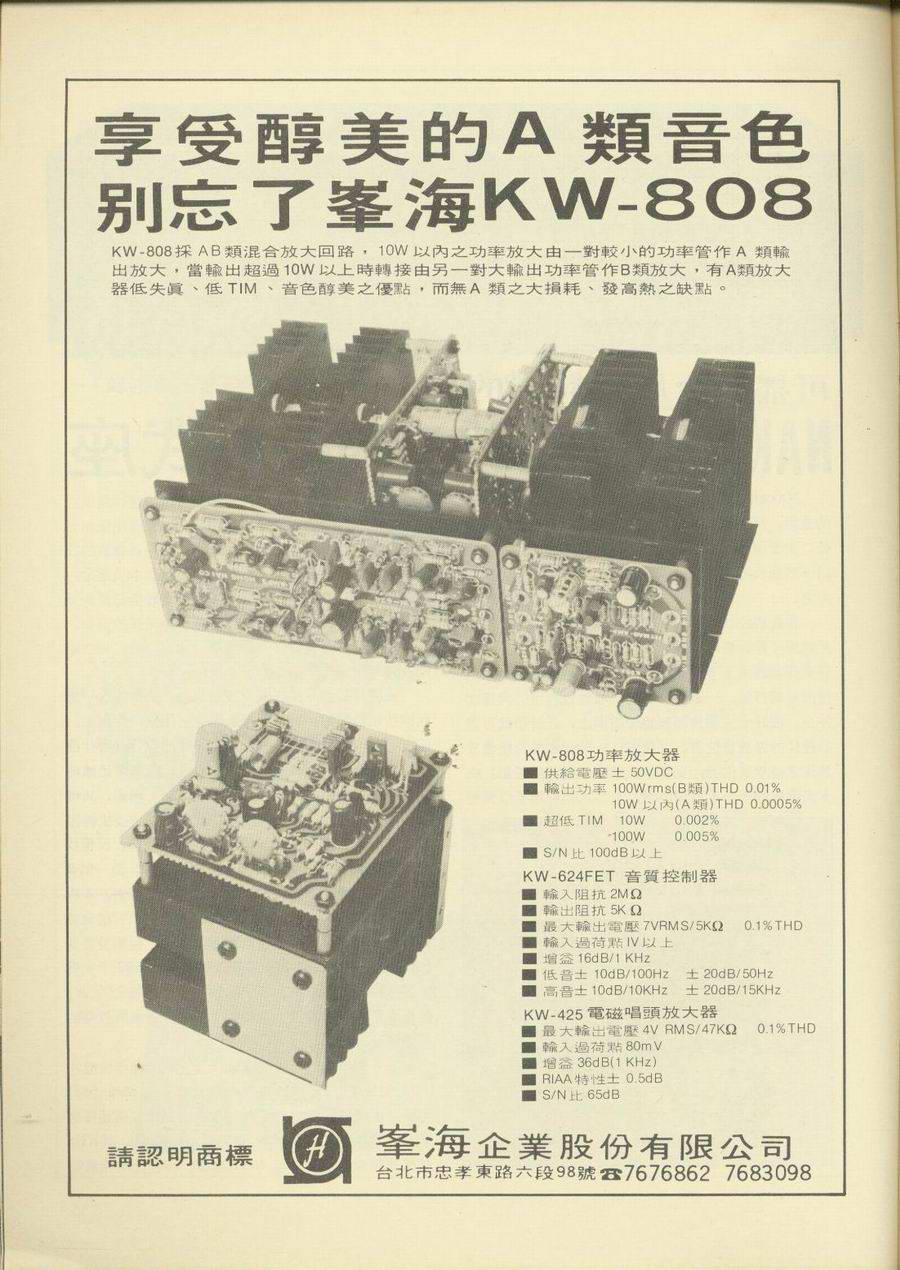 享受醇美的A 類音色
別忘了峯海KW-808
KW-808採 AB類混合放大回路，10W 以內之功率放大由一對較小的功率管作 A 類輸
出放大，當輸出超過 10W 以上時轉接由另一對大輸出功率管作B類放大，有A類放大
器低失眞、低 TIM 、音色醇美之優點，而無A 類之大損耗、發高熱之缺點。
KW-808功率放大器
■ 供給電壓 ± 50VDC
■ 輸出功率 100Wrms(B類)THD 0.01%
10W 以內(A類)THD 0.0005%
■ 超低 TIM 10W 0.002%
100W 0.005%
■ S/N 比 100dB 以上
KW-624FET 音質控制器
■ 輸入阻抗 2MΩ
■ 輸出阻抗 5K Ω
■ 最大輸出電壓 7VRMS/5KΩ 0.1%THD
■ 輸入過荷點 IV 以上
■ 增益 16dB/1 KHz
■ 低音± 10dB/100Hz ± 20dB/50Hz
■ 高音± 10dB/10KHz ± 20dB/15KHz
KW-425 電磁唱頭放大器
■ 最大輸出電壓 4V RMS/47KΩ 0.1%THD
■ 輸入過荷點 80mV
■ 增益 36dB(1 KHz)
■ RIAA 特性± 0.5dB
■ S/N 比 65dB
請認明商標
H
峯海企業股份有限公司
台北市忠孝東路六段98號☎7676862 7683098